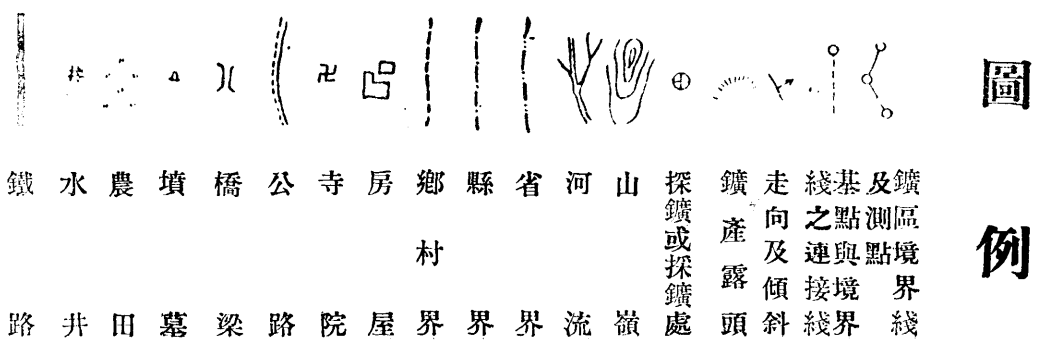 圖例
鑛區境界綫
及測點
基點與境界
綫之連接綫
走向及傾斜
鑛產露頭
探鑛或採鑛處
山嶺
河流
省界
縣界
鄉村界
房屋
寺院
公路
橋梁
墳墓
農田
水井
鐵路